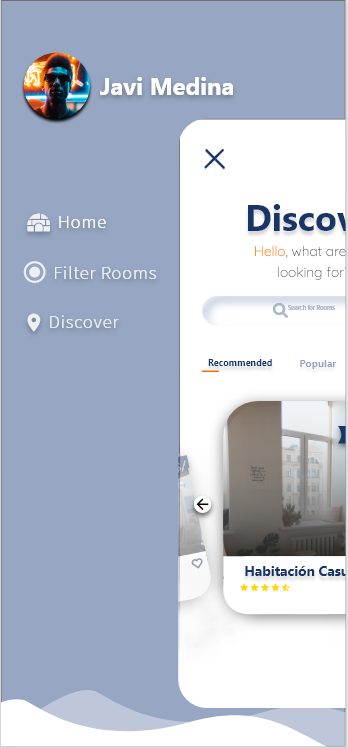 Javi Medina
Home
Filter Rooms
Discover
Discov
Hello, what are
looking for
Search for Rooms
Recommended
Popular
Habitación Casu